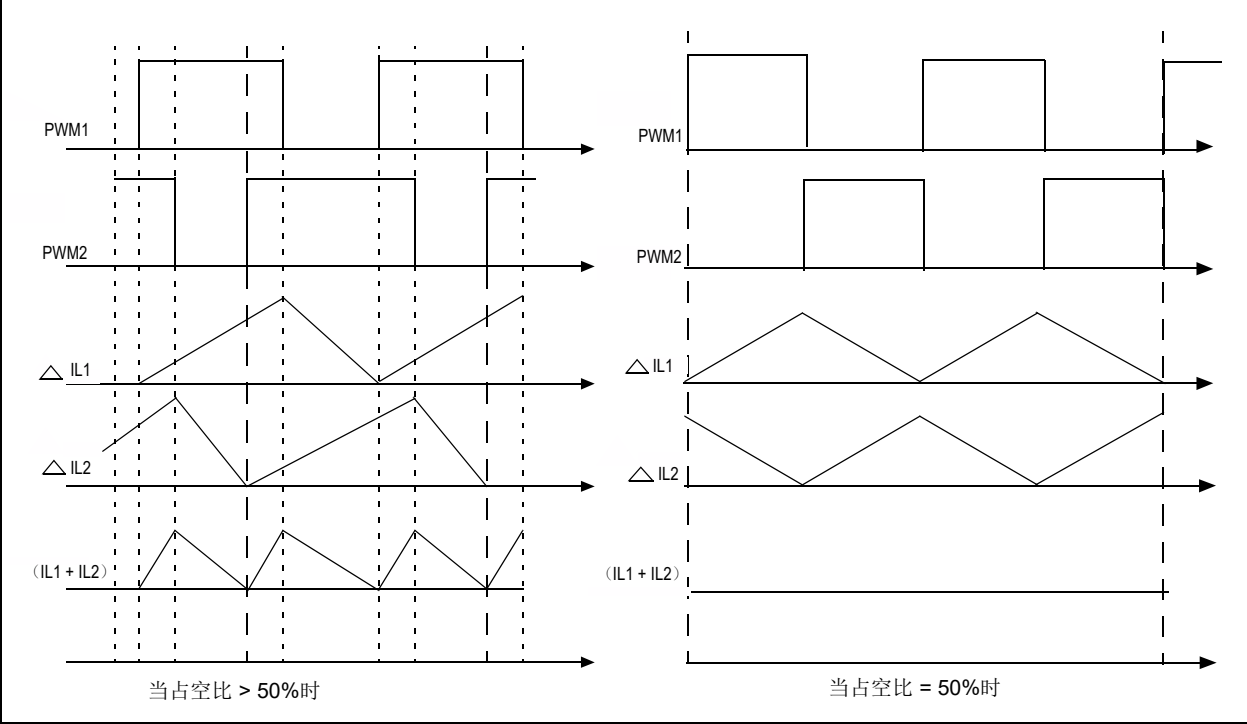 PWM1
PWM2
△ IL1
△ IL2
（IL1 + IL2）
当占空比 > 50%时
PWM1
PWM2
△ IL1
△ IL2
（IL1 + IL2）
当占空比 = 50%时